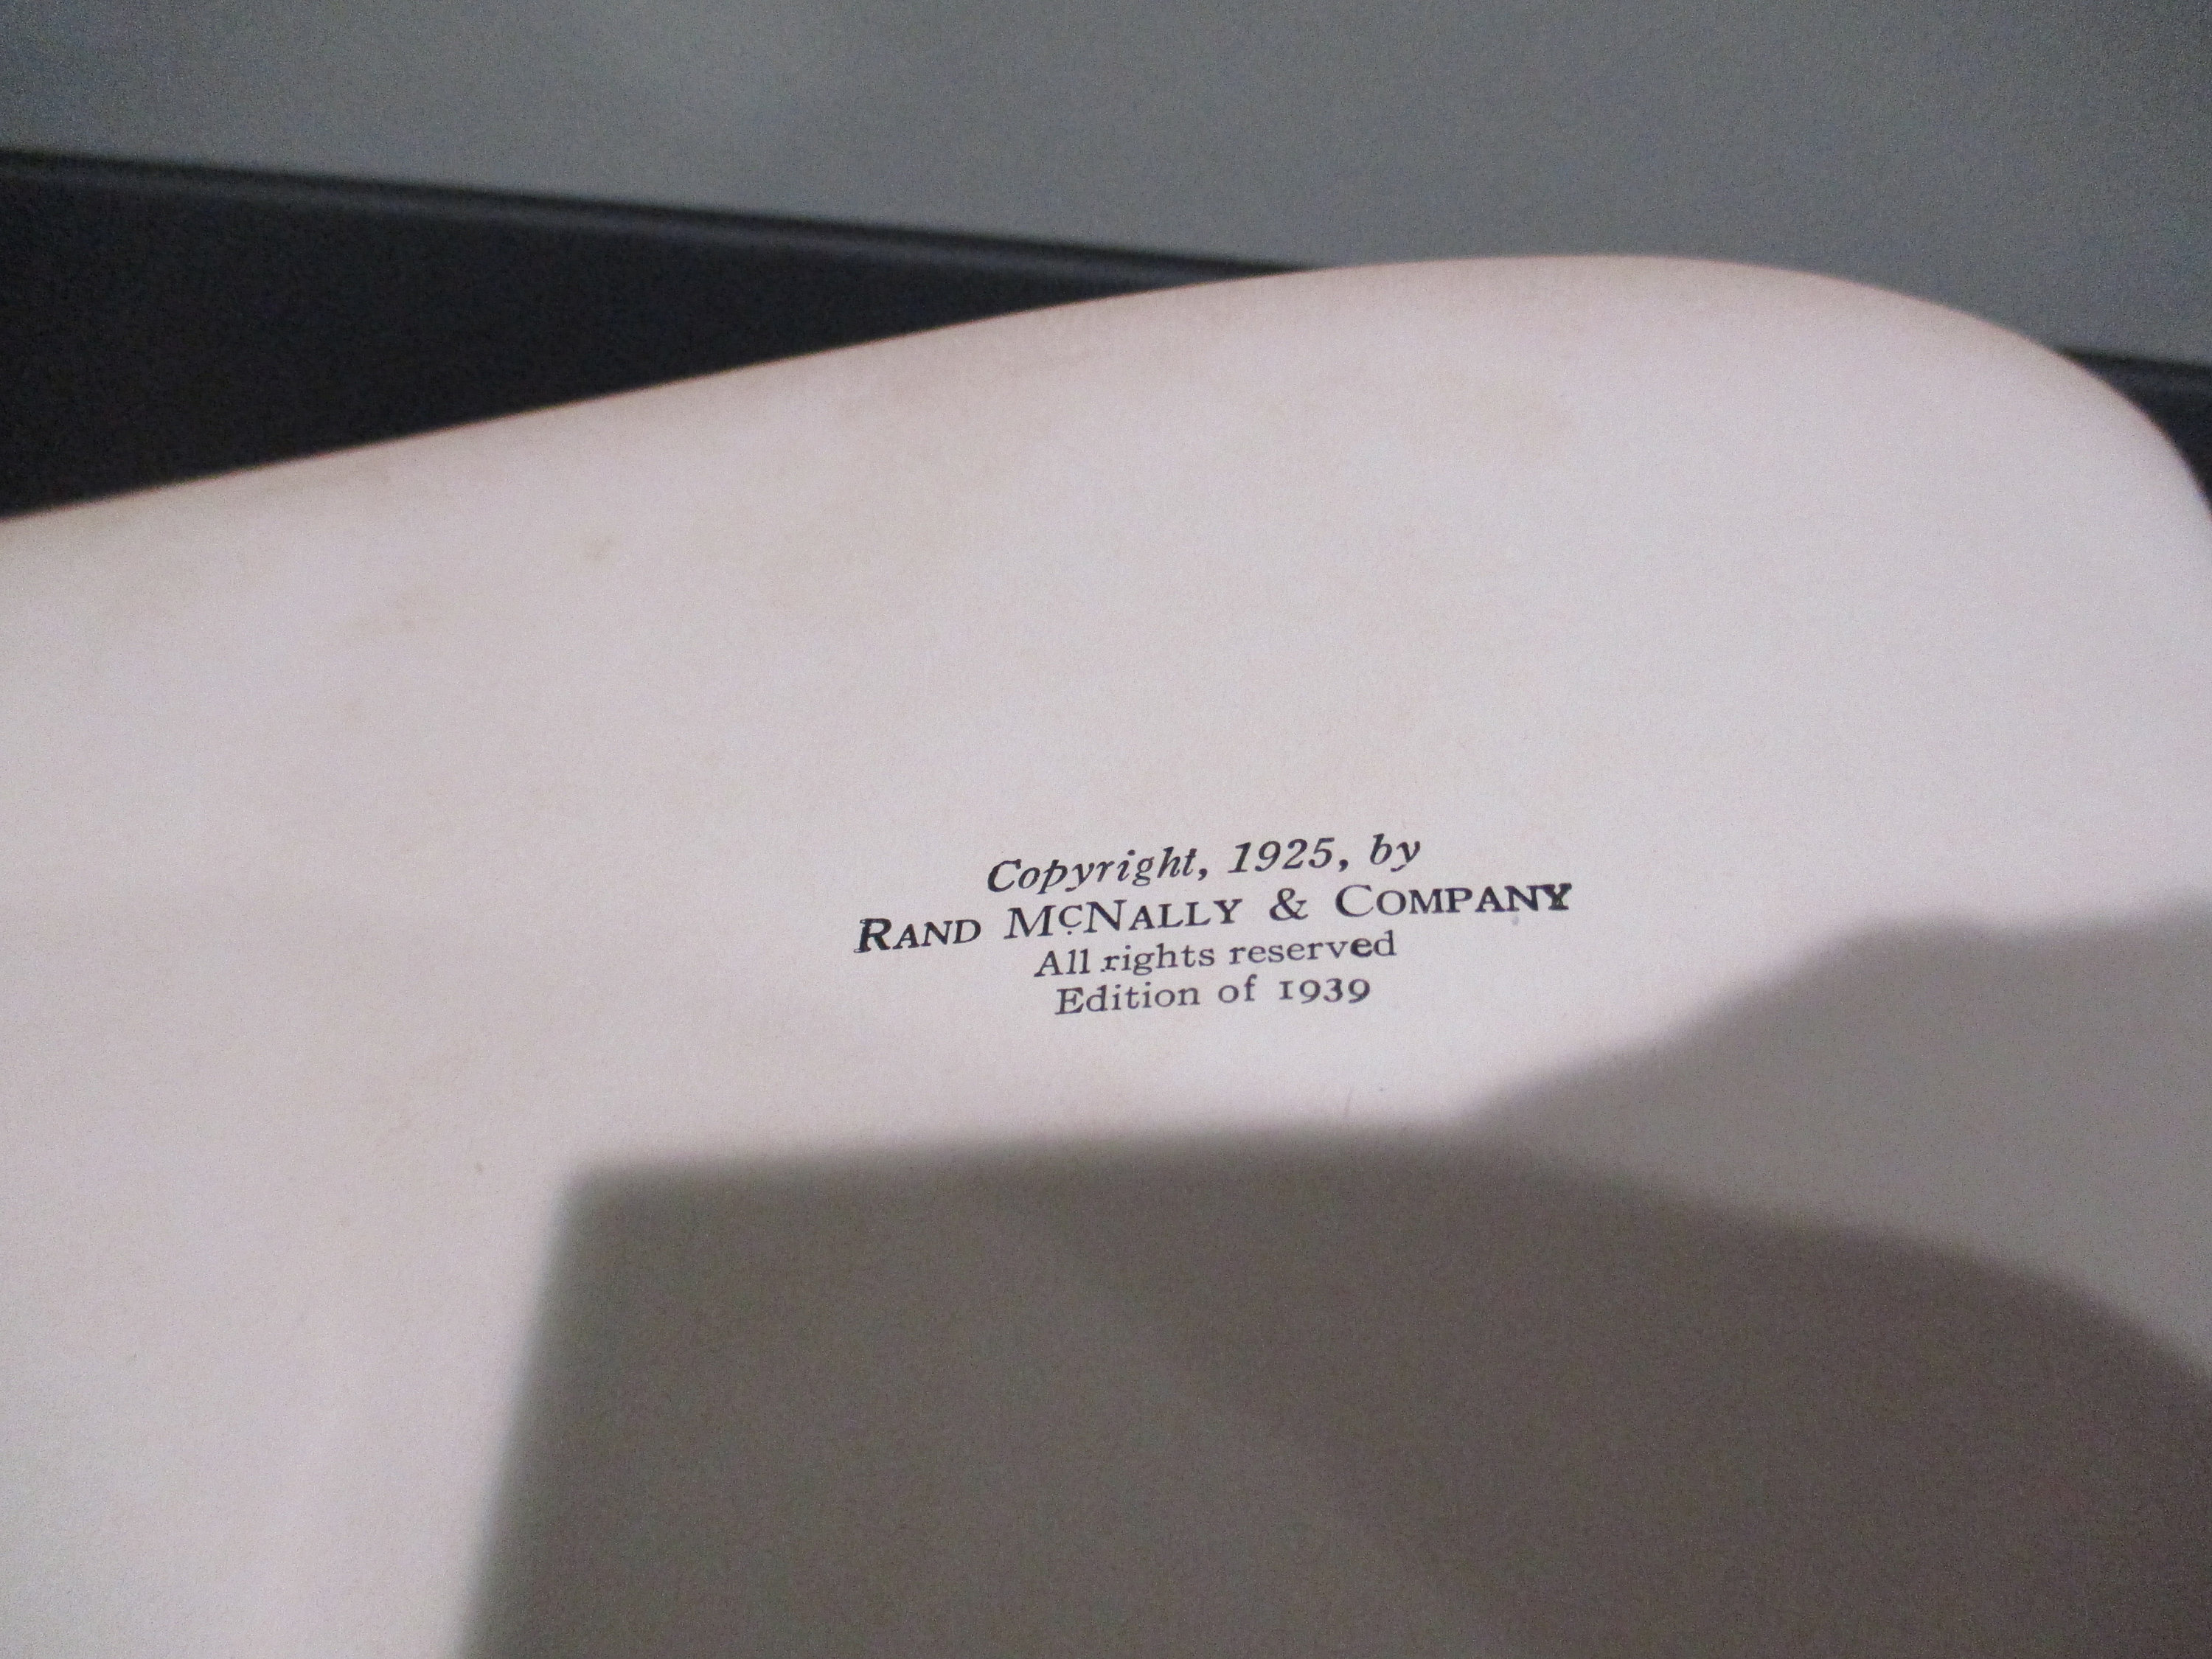 Copyright, 1925, by
RAND McNALLY & COMPANY
All rights reserved
Edition of 1939